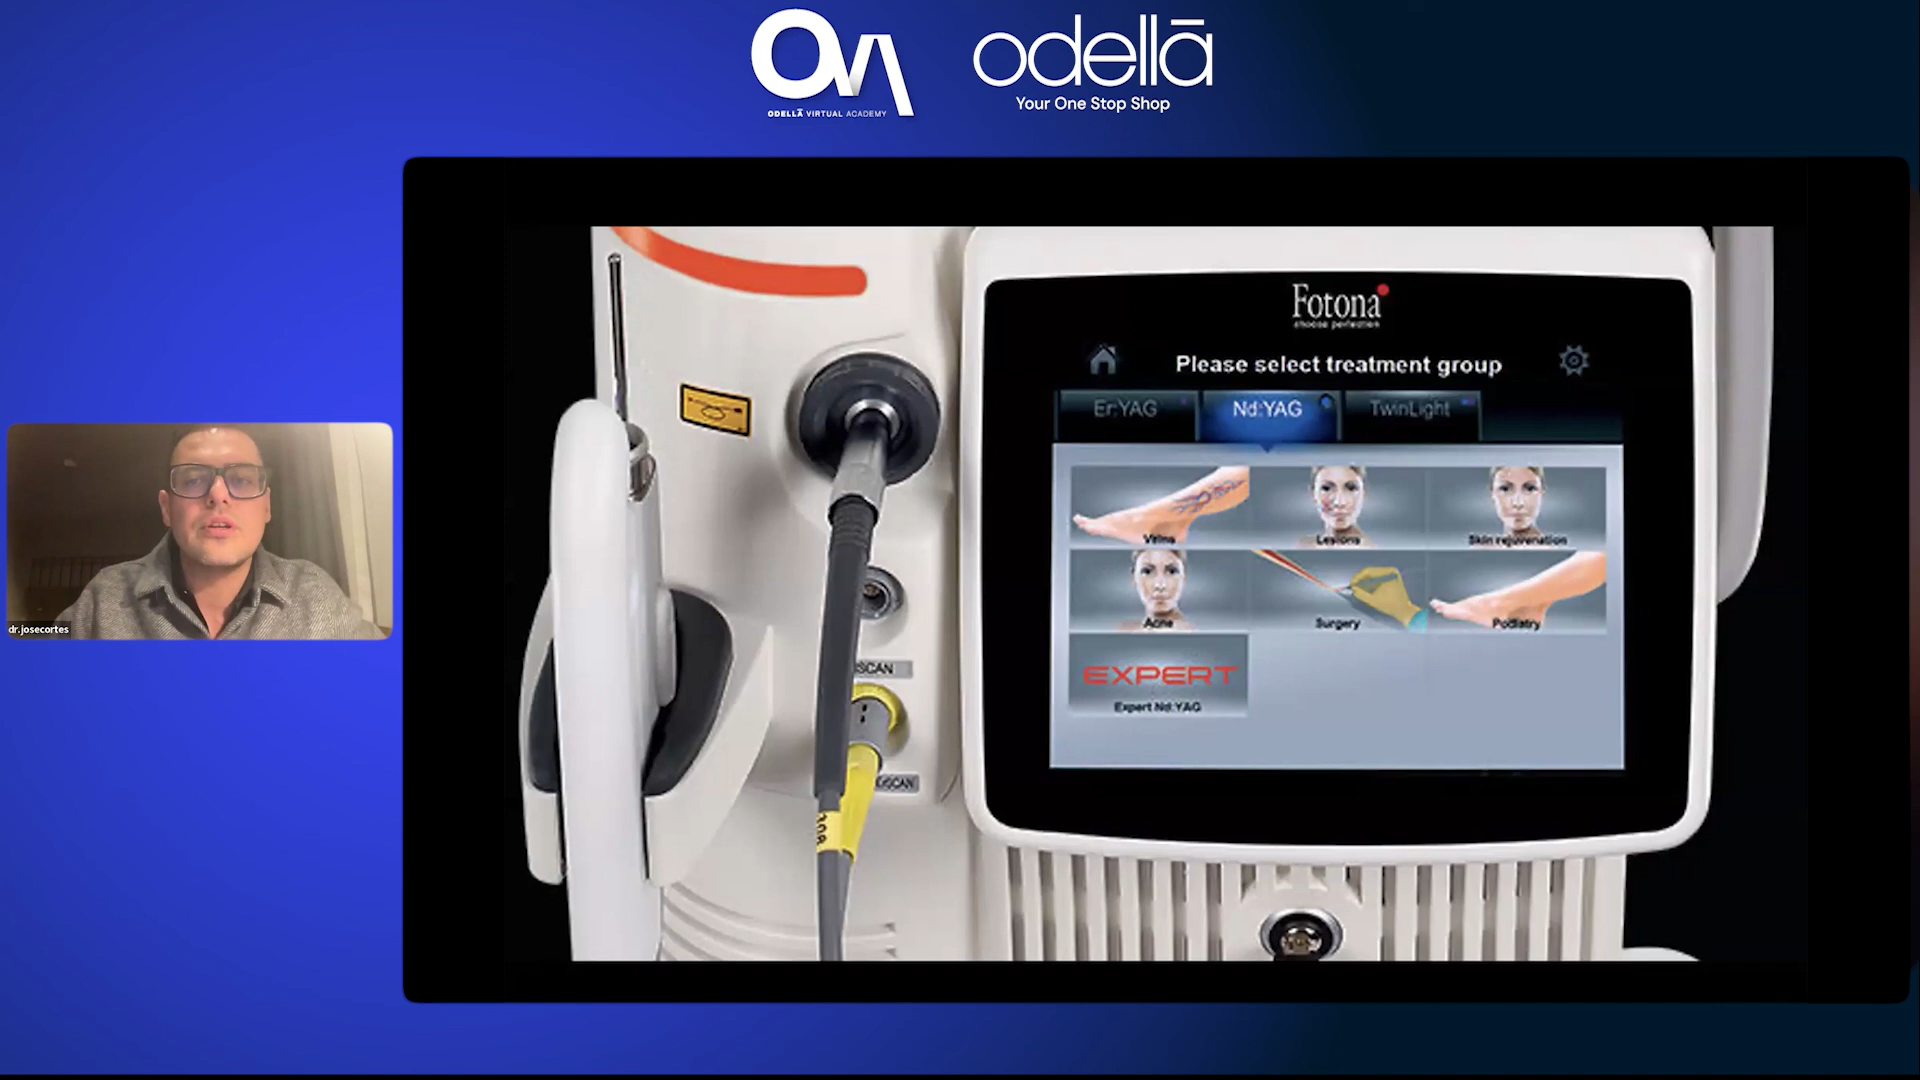 OVA
ODELLĀ VIRTUAL ACADEMY
odellā
Your One Stop Shop
Fotona
choose perfection
Please select treatment group
Er:YAG
Nd:YAG
TwinLight
Veins
Lesions
Skin rejuvenation
Acne
Surgery
Podiatry
EXPERT
Expert Nd:YAG
SCAN
SCAN
dr.josecortes